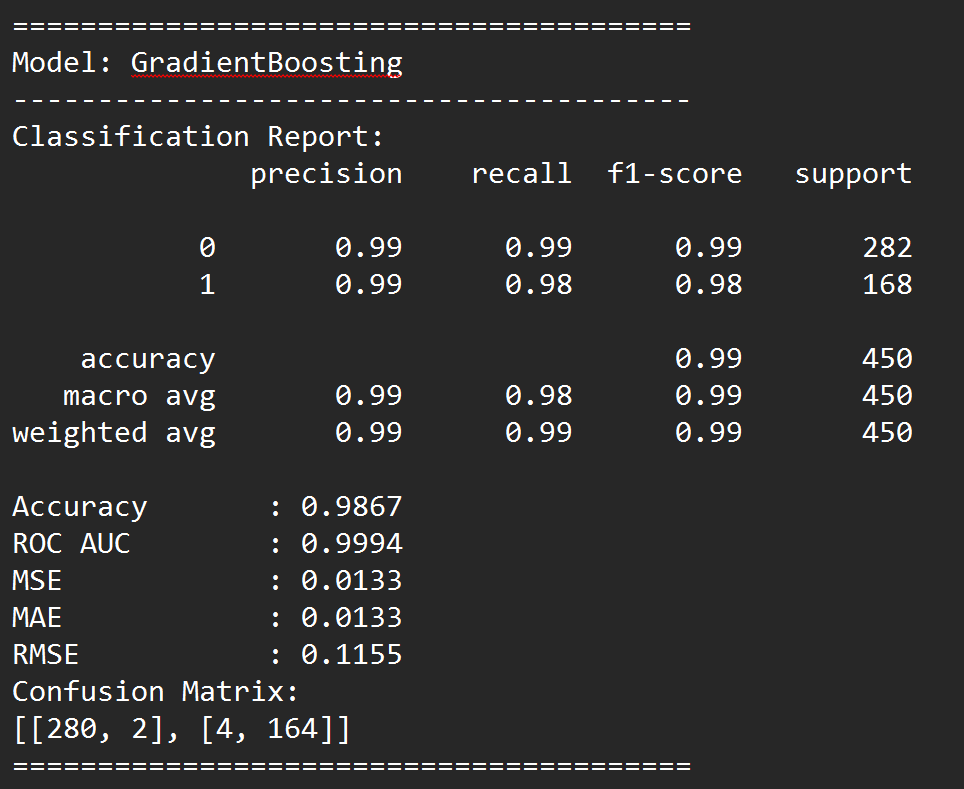 ========================================
Model: GradientBoosting
----------------------------------------
Classification Report:
              precision    recall  f1-score   support

           0       0.99      0.99      0.99       282
           1       0.99      0.98      0.98       168

    accuracy                           0.99       450
   macro avg       0.99      0.98      0.99       450
weighted avg       0.99      0.99      0.99       450

Accuracy       : 0.9867
ROC AUC        : 0.9994
MSE            : 0.0133
MAE            : 0.0133
RMSE           : 0.1155
Confusion Matrix:
[[280, 2], [4, 164]]
========================================